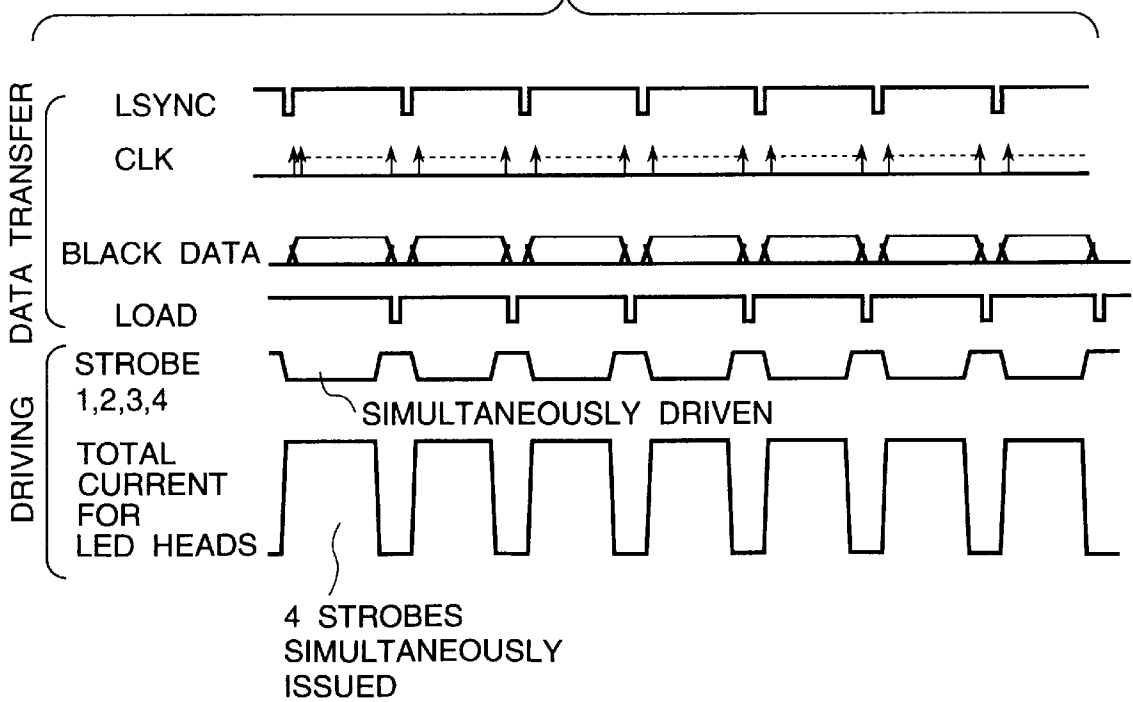 DATA TRANSFER
LSYNC
CLK
BLACK DATA
LOAD
DRIVING
STROBE
1,2,3,4
SIMULTANEOUSLY DRIVEN
TOTAL
CURRENT
FOR
LED HEADS
4 STROBES
SIMULTANEOUSLY
ISSUED